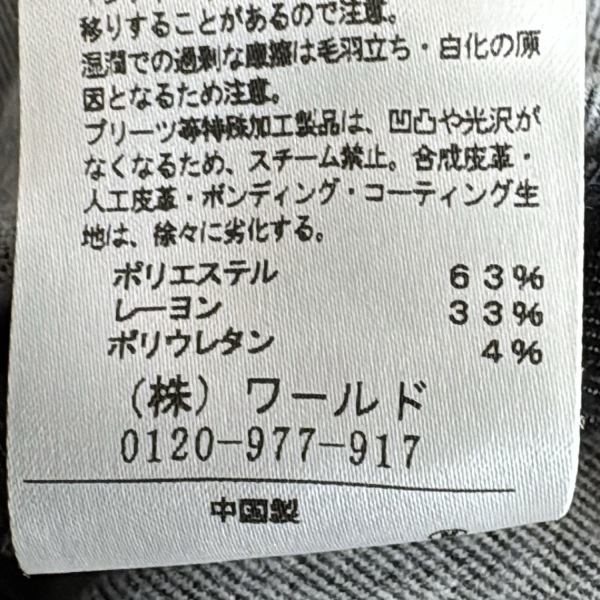 移りすることがあるので注意。
湿潤での過剰な摩擦は毛羽立ち・白化の原
因となるため注意。
プリーツ等特殊加工製品は、凹凸や光沢が
なくなるため、スチーム禁止。合成皮革・
人工皮革・ボンディング・コーティング生
地は、徐々に劣化する。
ポリエステル 63%
レーヨン 33%
ポリウレタン 4%
(株) ワールド
0120-977-917
中国製